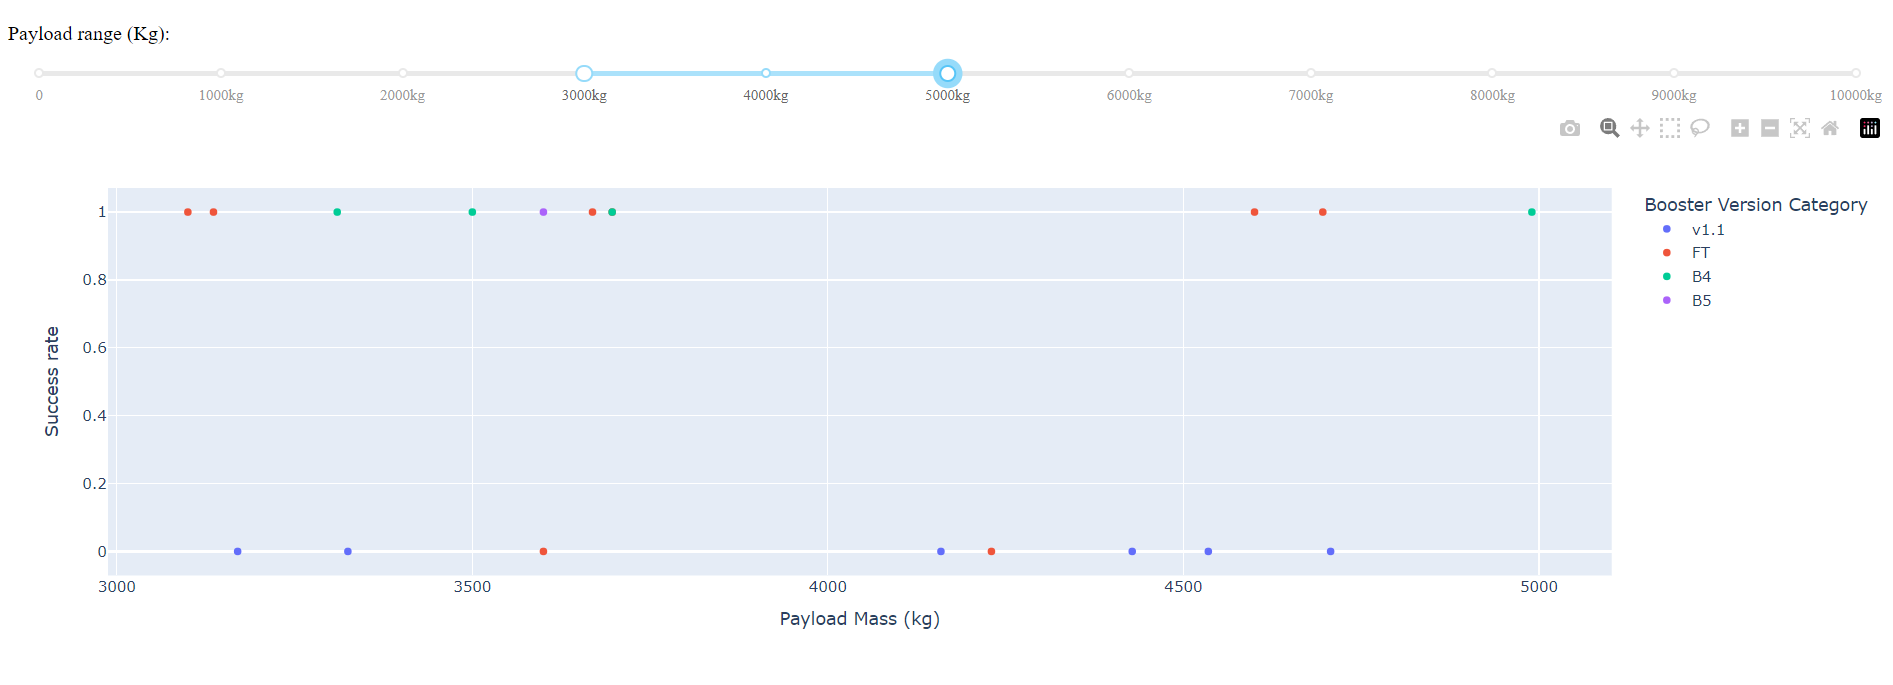 Payload range (Kg):
0 1000kg 2000kg 3000kg 4000kg 5000kg 6000kg 7000kg 8000kg 9000kg 10000kg
Booster Version Category
v1.1
FT
B4
B5
Success rate
1
0.8
0.6
0.4
0.2
0
3000 3500 4000 4500 5000
Payload Mass (kg)